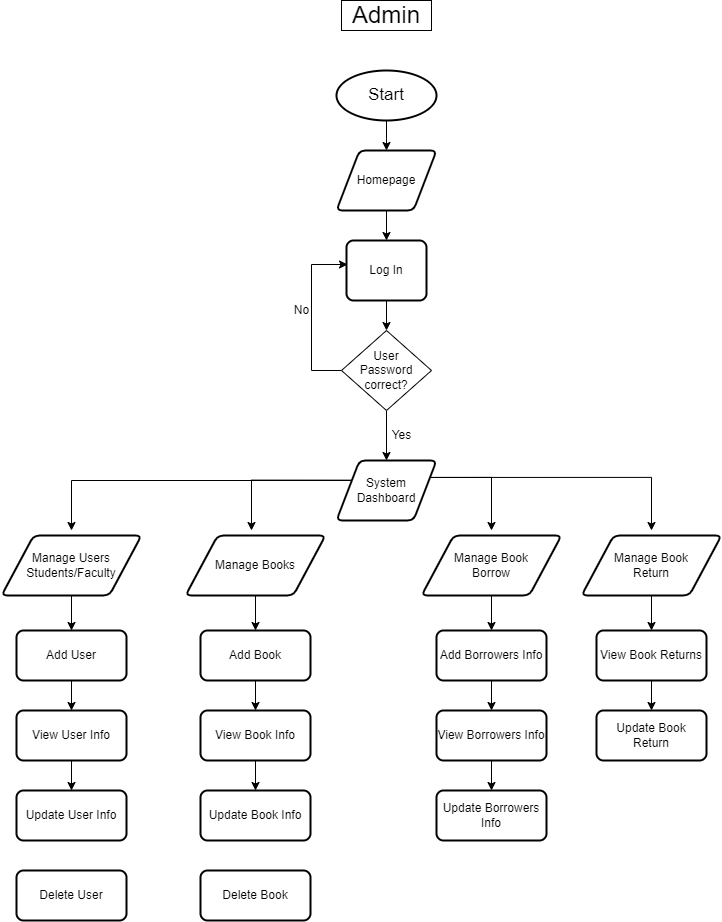 Admin
Start
Homepage
Log In
No
User
Password
correct?
Yes
System
Dashboard
Manage Users
Students/Faculty
Manage Books
Manage Book
Borrow
Manage Book
Return
Add User
Add Book
Add Borrowers Info
View Book Returns
View User Info
View Book Info
View Borrowers Info
Update Book
Return
Update User Info
Update Book Info
Update Borrowers
Info
Delete User
Delete Book